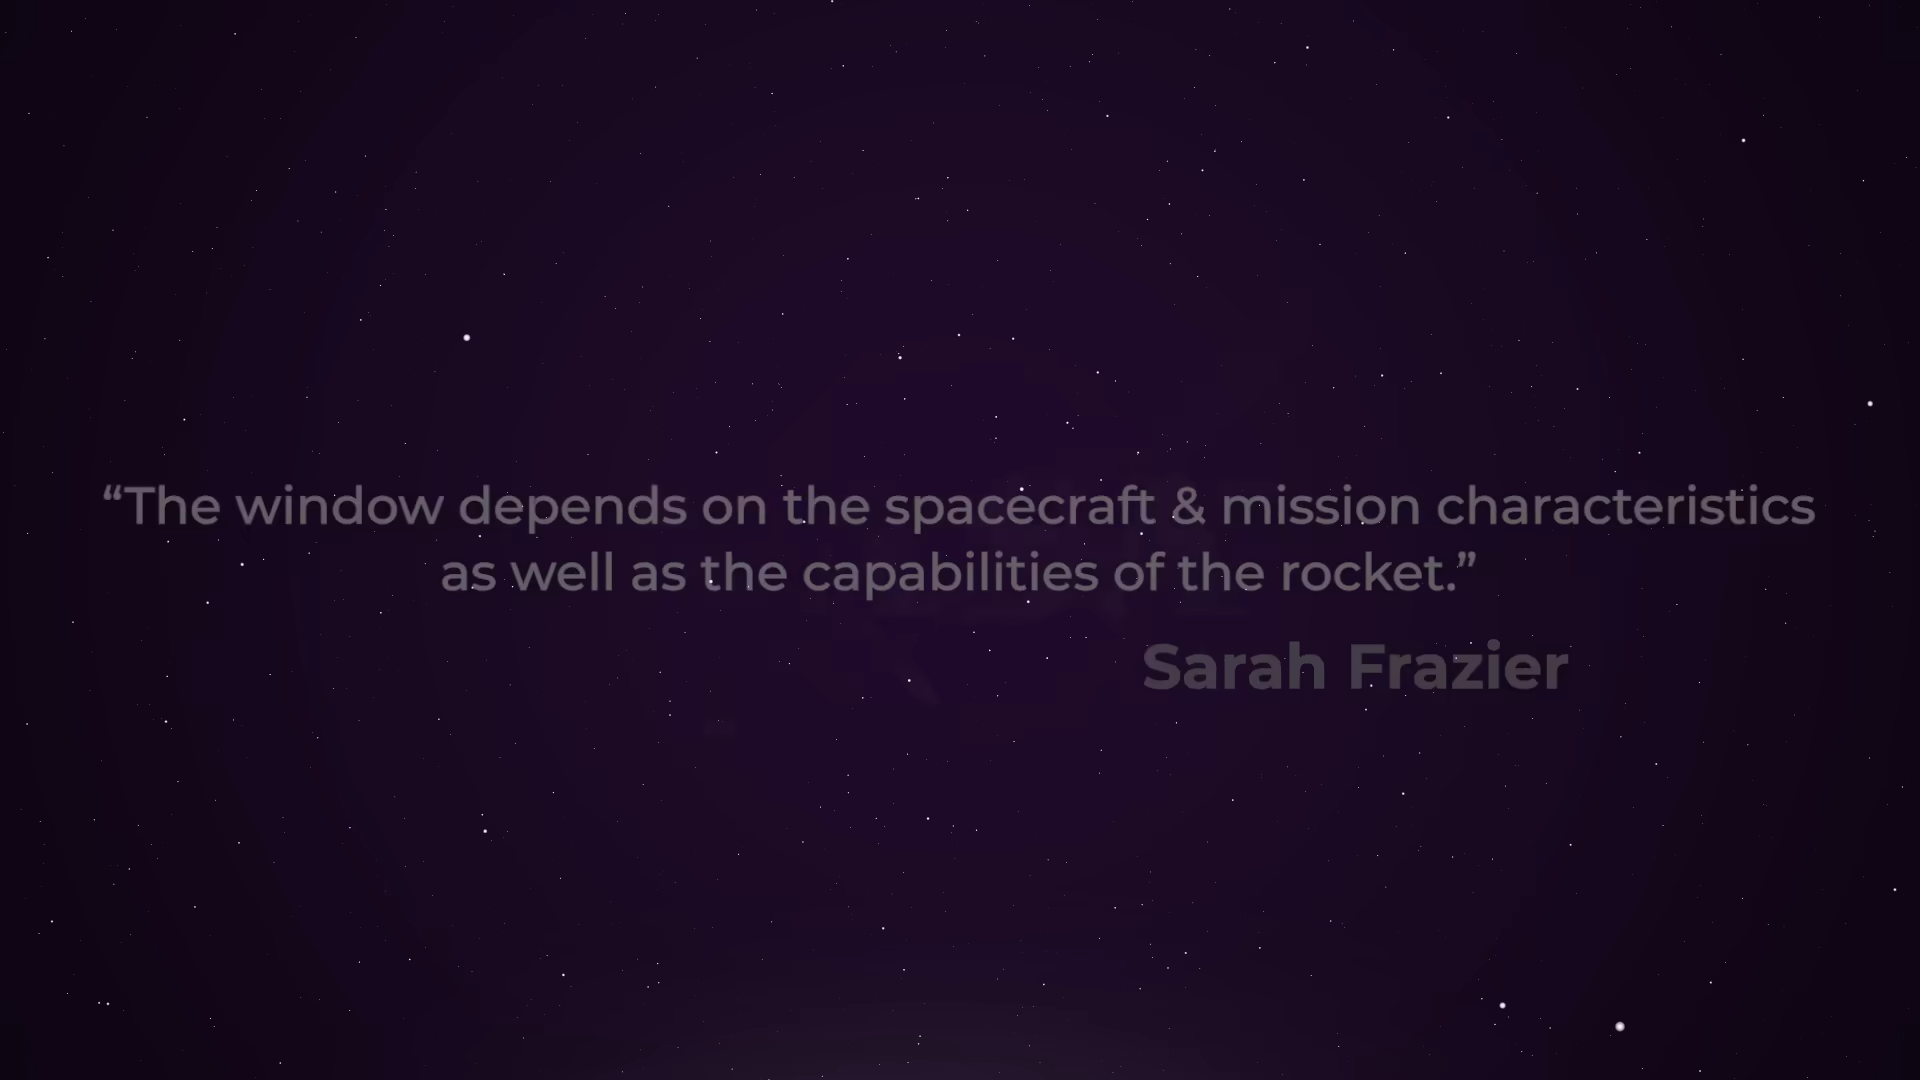 “The window depends on the spacecraft & mission characteristics
as well as the capabilities of the rocket.”
Sarah Frazier